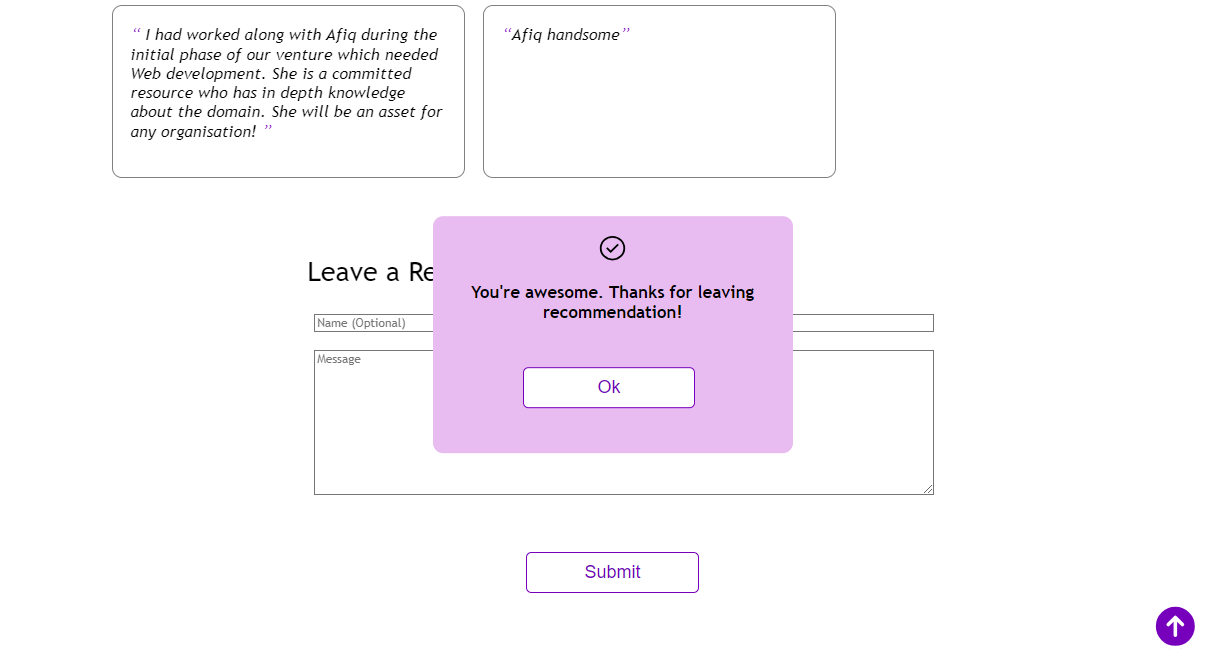 “ I had worked along with Afiq during the
initial phase of our venture which needed
Web development. She is a committed
resource who has in depth knowledge
about the domain. She will be an asset for
any organisation! ”
“Afiq handsome”
Leave a Re
You're awesome. Thanks for leaving
recommendation!
Name (Optional)
Message
Ok
Submit